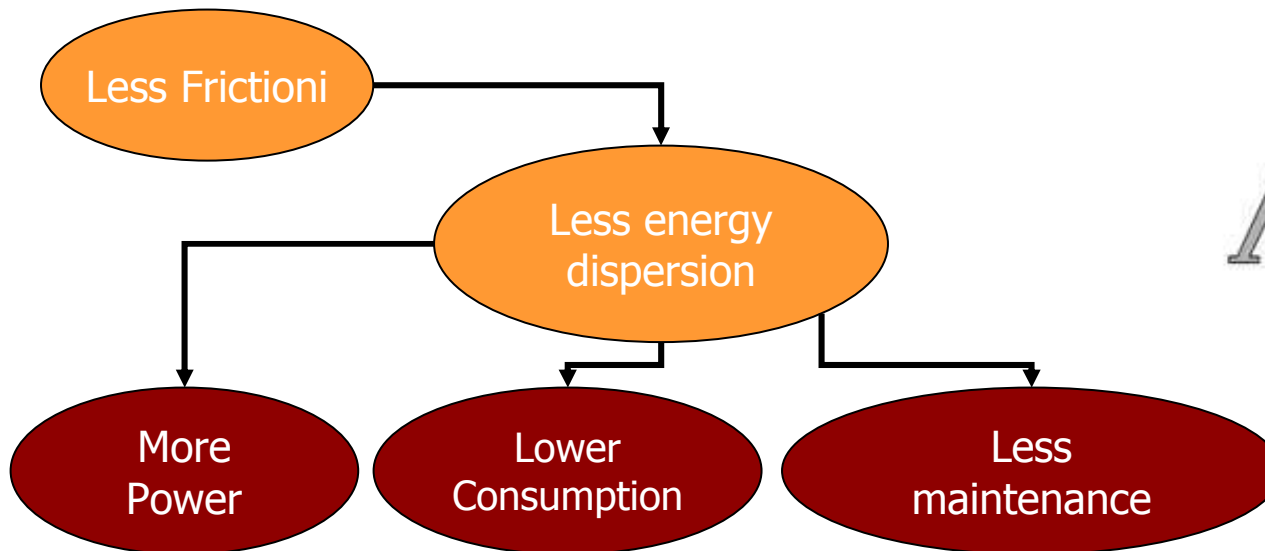 Less Frictioni
Less energy
dispersion
More
Power
Lower
Consumption
Less
maintenance